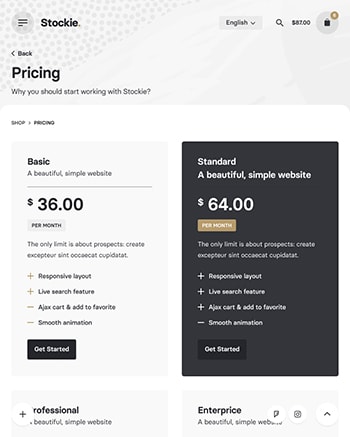 Stockie.
English
$87.00
Back
Pricing
Why you should start working with Stockie?
SHOP > PRICING
Basic
A beautiful, simple website
$ 36.00
PER MONTH
The only limit is about prospects: create
excepteur sint occaecat cupidatat.
+ Responsive layout
+ Live search feature
— Ajax cart & add to favorite
— Smooth animation
Get Started
Standard
A beautiful, simple website
$ 64.00
PER MONTH
The only limit is about prospects: create
excepteur sint occaecat cupidatat.
+ Responsive layout
+ Live search feature
+ Ajax cart & add to favorite
— Smooth animation
Get Started
Professional
A beautiful, simple website
Enterprice
A beautiful, simple website